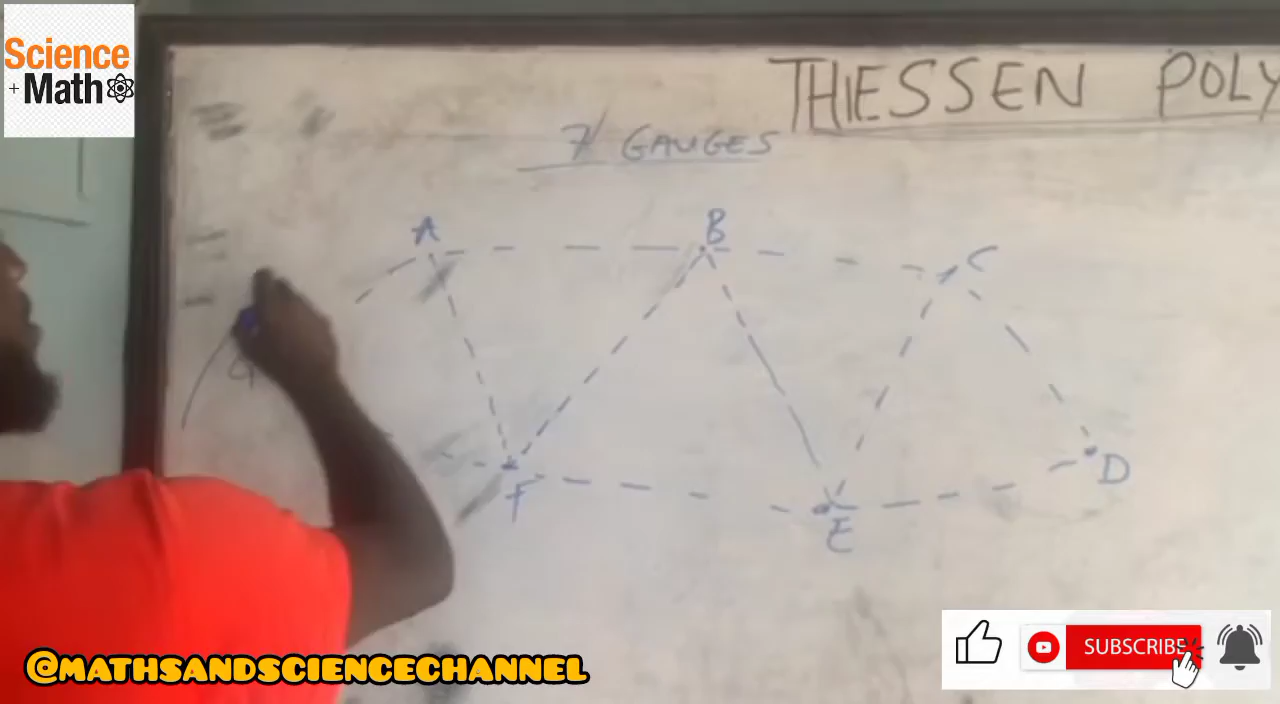 Science
+Math
THIESSEN POLY
7 GAUGES
A
B
C
G
F
E
D
@MATHSANDSCIENCECHANNEL
SUBSCRIBE